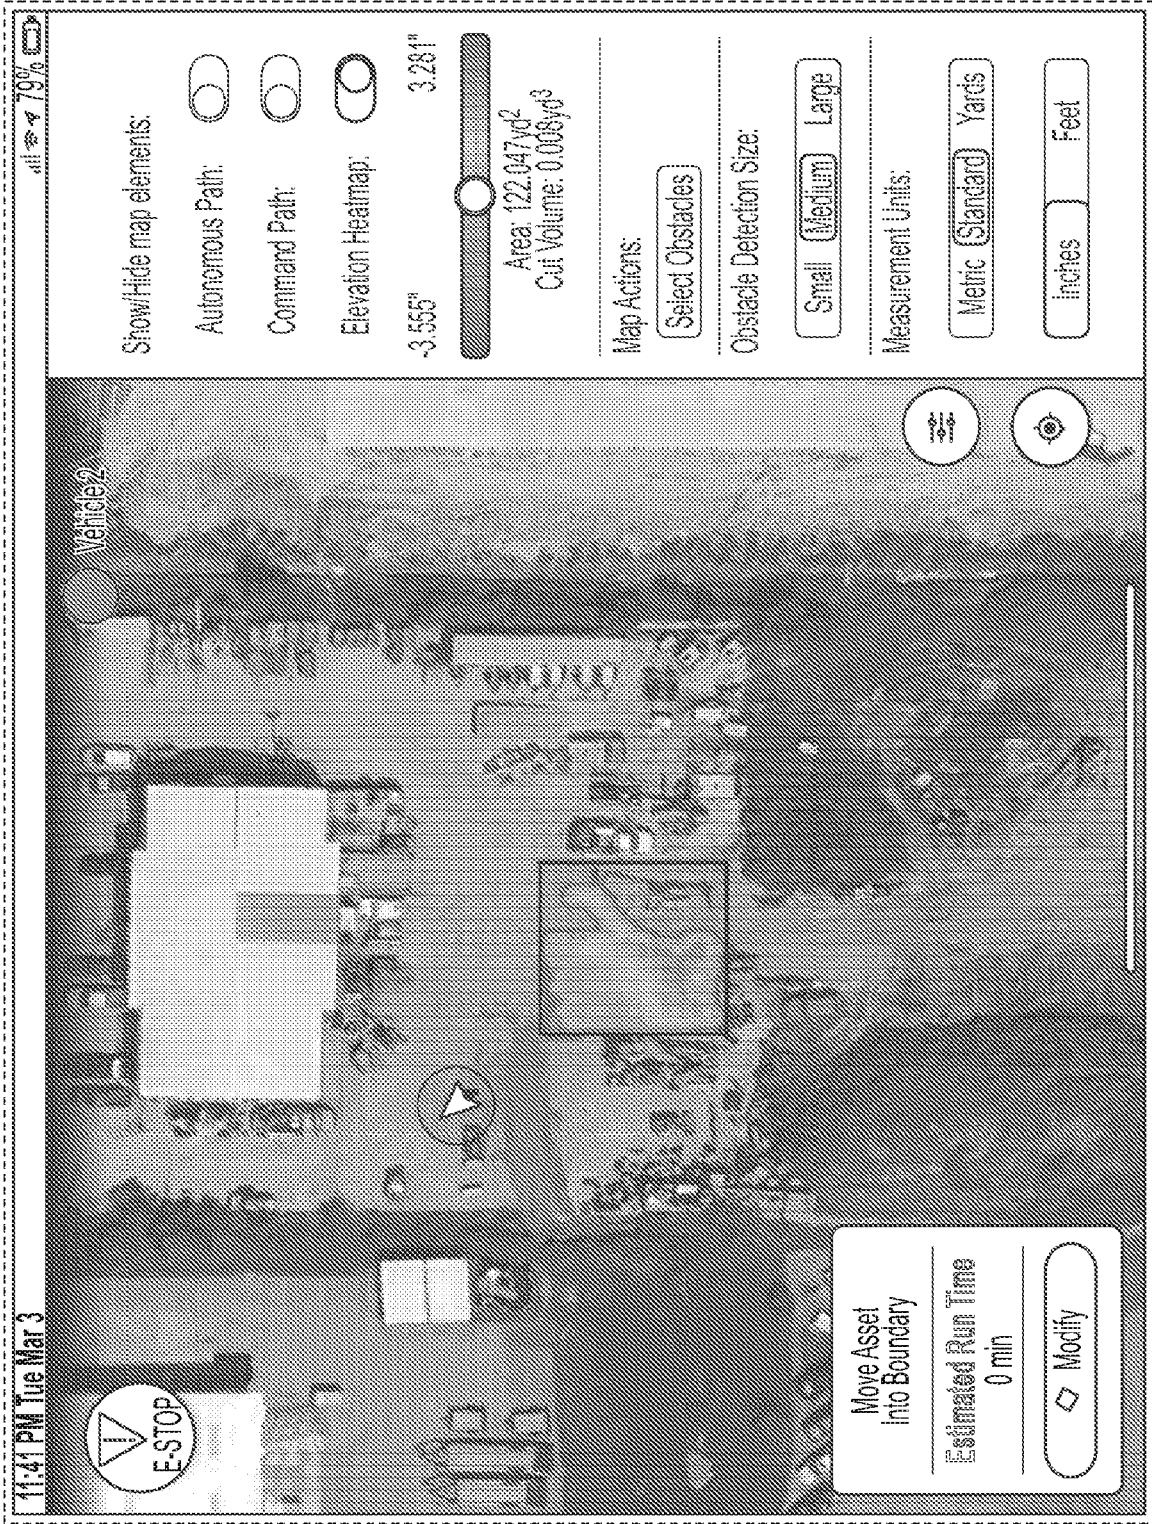 11:41 PM Tue Mar 3
79%
E-STOP
Vehicle 2
Move Asset
Into Boundary
Estimated Run Time
0 min
Modify
Show/Hide map elements:
Autonomous Path:
Command Path:
Elevation Heatmap:
-3.555" 3.281"
Area: 122.047yd²
Cut Volume: 0.008yd³
Map Actions:
Select Obstacles
Obstacle Detection Size:
Small Medium Large
Measurement Units:
Metric Standard Yards
Inches Feet